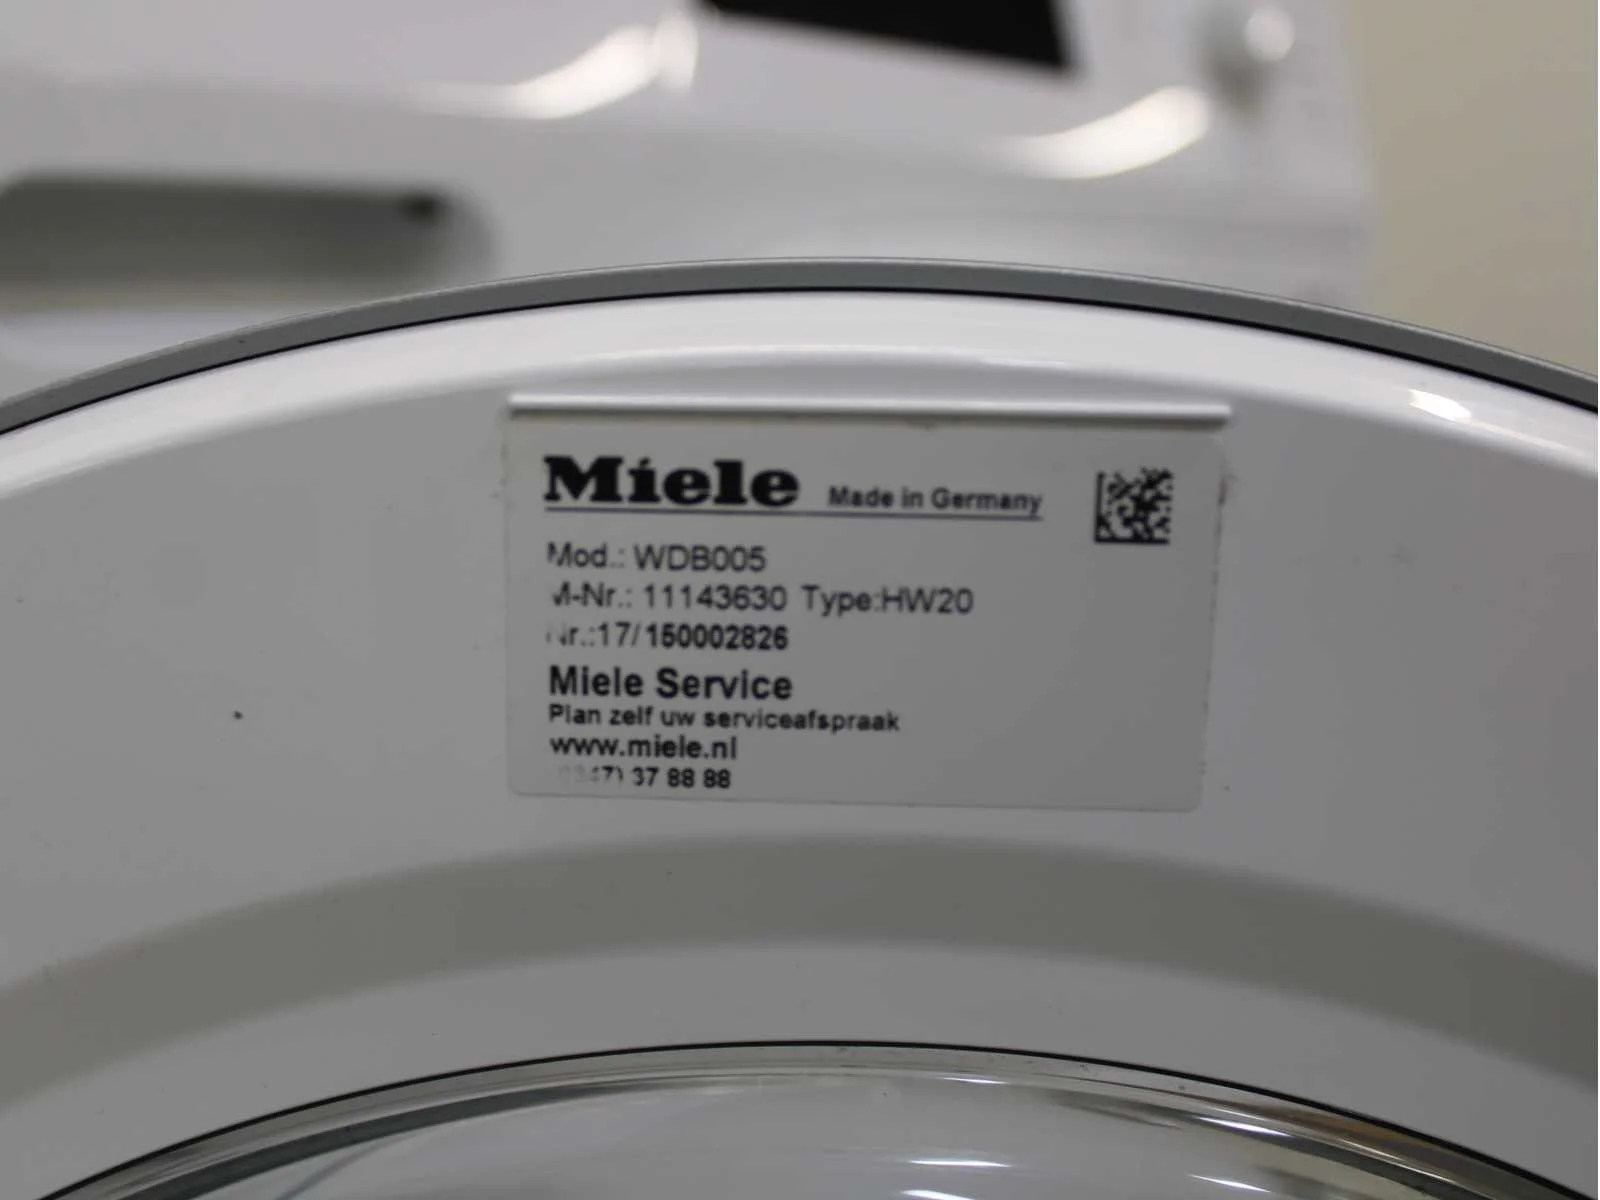 Miele Made in Germany
Mod.: WDB005
M-Nr.: 11143630 Type:HW20
Nr.:17/150002826
Miele Service
Plan zelf uw serviceafspraak
www.miele.nl
(0347) 37 88 88